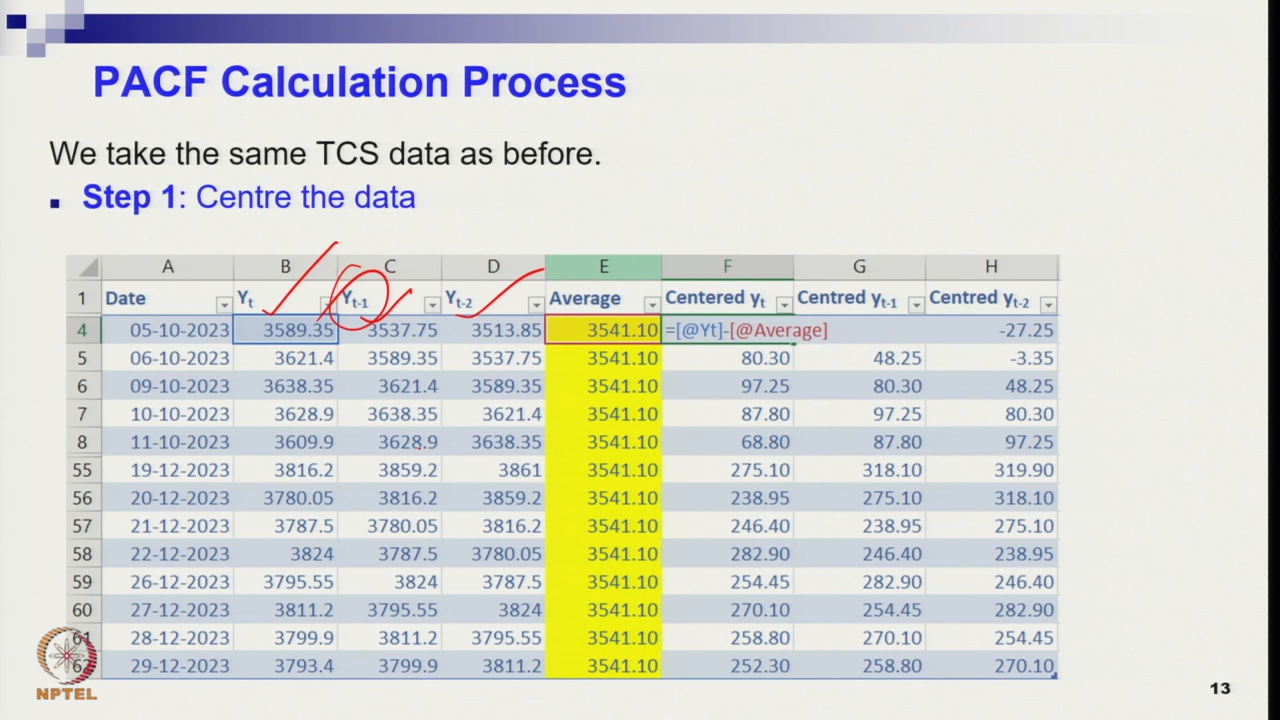 PACF Calculation Process
We take the same TCS data as before.
Step 1: Centre the data
A B C D E F G H
1 Date Yt Yt-1 Yt-2 Average Centered yt Centred yt-1 Centred yt-2
4 05-10-2023 3589.35 3537.75 3513.85 3541.10 =[@Yt]-[@Average] -27.25
5 06-10-2023 3621.4 3589.35 3537.75 3541.10 80.30 48.25 -3.35
6 09-10-2023 3638.35 3621.4 3589.35 3541.10 97.25 80.30 48.25
7 10-10-2023 3628.9 3638.35 3621.4 3541.10 87.80 97.25 80.30
8 11-10-2023 3609.9 3628.9 3638.35 3541.10 68.80 87.80 97.25
55 19-12-2023 3816.2 3859.2 3861 3541.10 275.10 318.10 319.90
56 20-12-2023 3780.05 3816.2 3859.2 3541.10 238.95 275.10 318.10
57 21-12-2023 3787.5 3780.05 3816.2 3541.10 246.40 238.95 275.10
58 22-12-2023 3824 3787.5 3780.05 3541.10 282.90 246.40 238.95
59 26-12-2023 3795.55 3824 3787.5 3541.10 254.45 282.90 246.40
60 27-12-2023 3811.2 3795.55 3824 3541.10 270.10 254.45 282.90
61 28-12-2023 3799.9 3811.2 3795.55 3541.10 258.80 270.10 254.45
62 29-12-2023 3793.4 3799.9 3811.2 3541.10 252.30 258.80 270.10
NPTEL
13